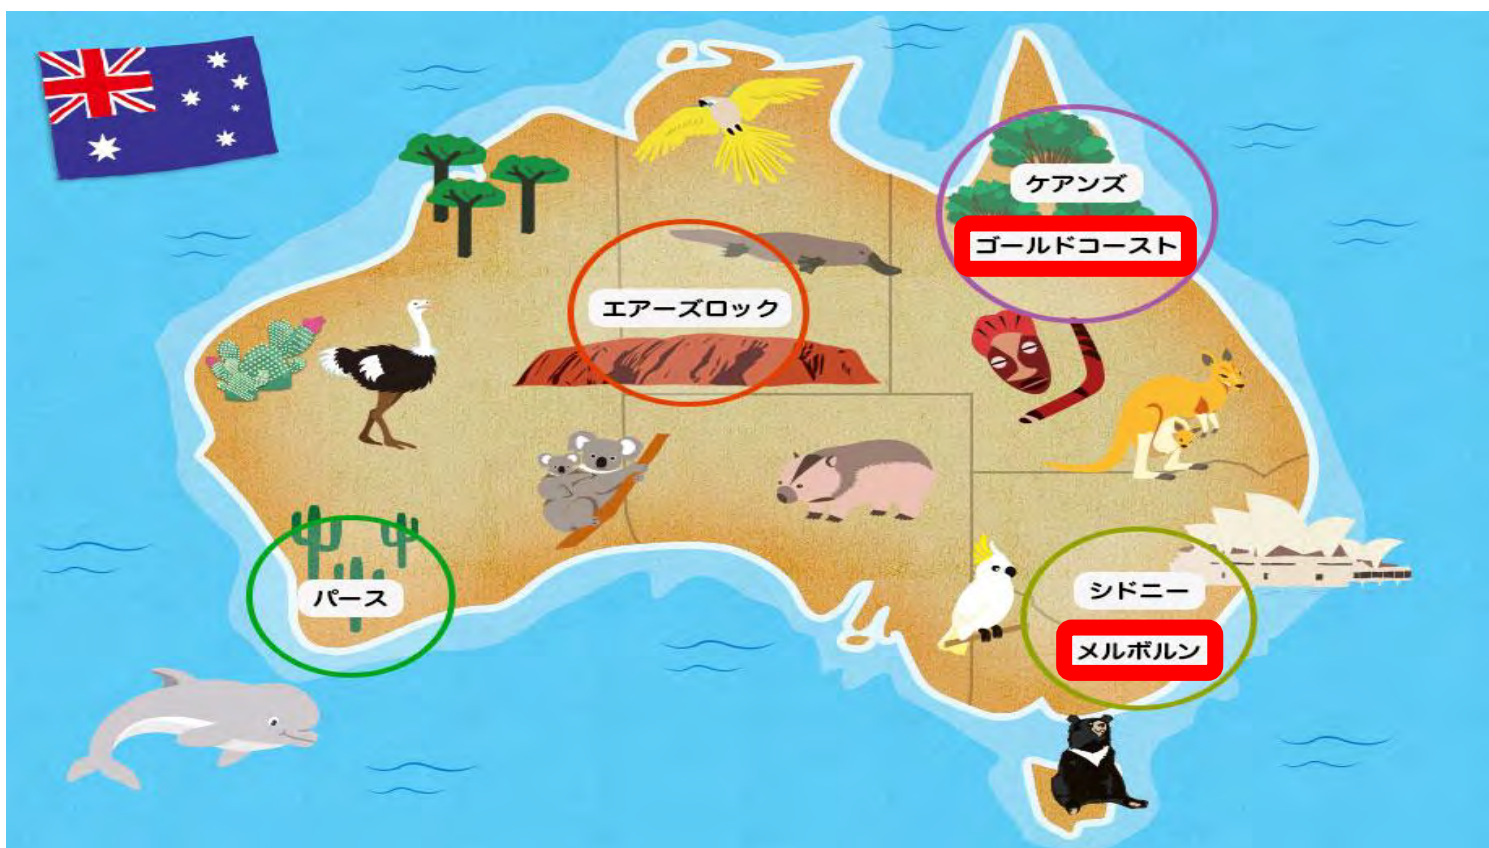 ケアンズ
ゴールドコースト
エアーズロック
パース
シドニー
メルボルン